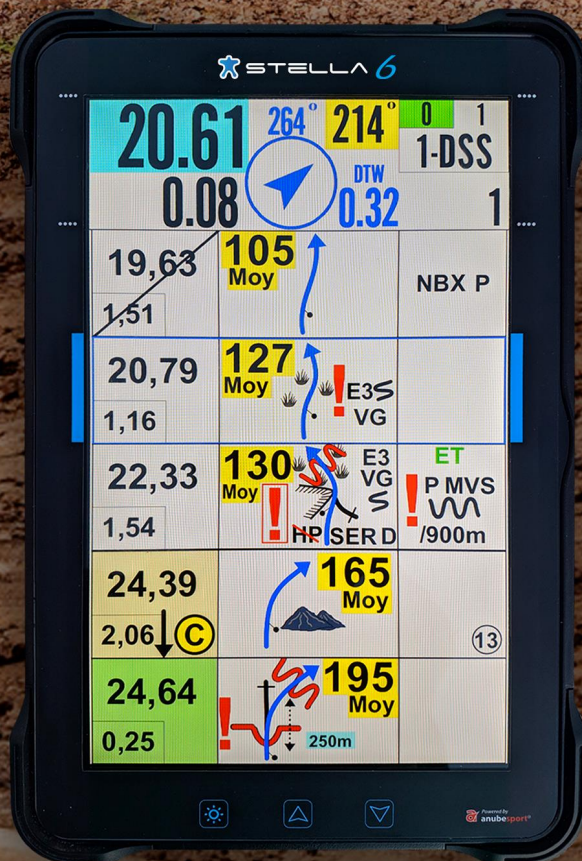 STELLA 6
20.61
264°
214°
0 1
1-DSS
0.08
DTW
0.32
1
19,63
1,51
105
Moy
NBX P
20,79
1,16
127
Moy
! E3
VG
22,33
1,54
130
Moy
!
E3
VG
HP SER D
ET
! P MVS
/900m
24,39
2,06 C
165
Moy
13
24,64
0,25
195
Moy
!
250m
Powered By
anubesport®